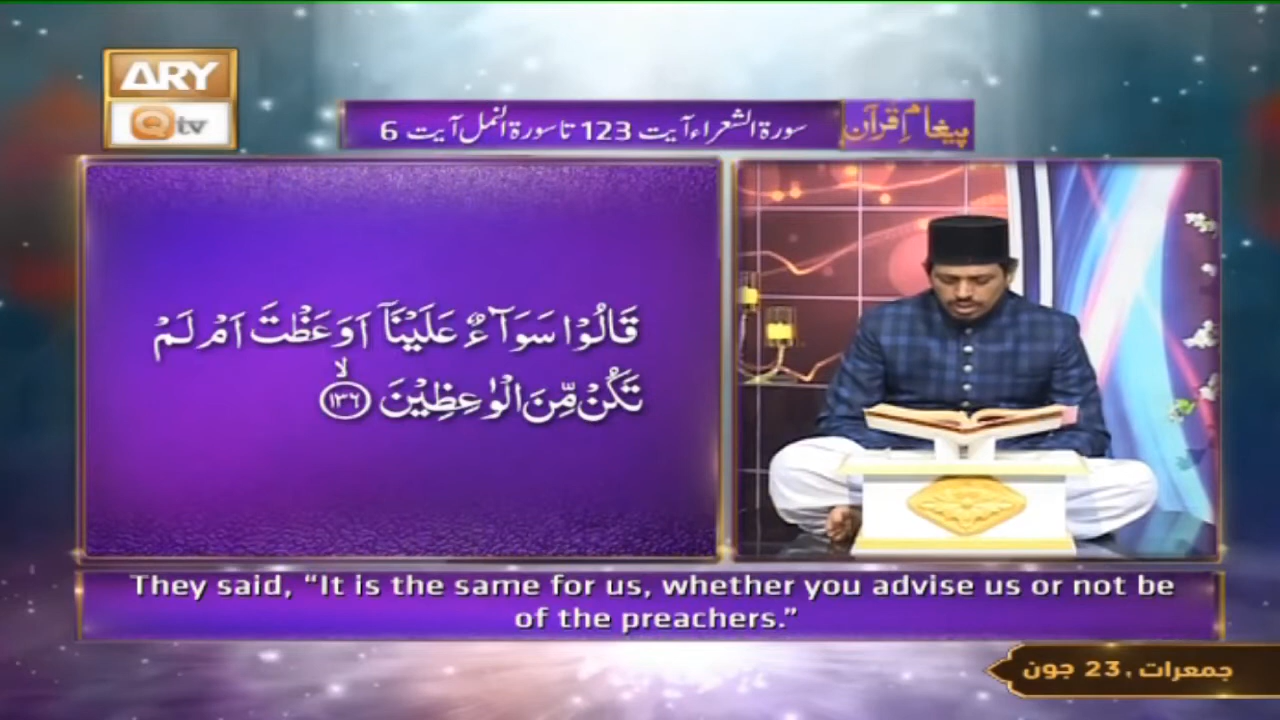 ARY
Qtv
پیغامِ قرآن
سورۃ الشعراء آیت 123 تا سورۃ النمل آیت 6
قَالُوْا سَوَآءٌ عَلَيْنَآ اَوَعَظْتَ اَمْ لَمْ
تَكُنْ مِّنَ الْوٰعِظِيْنَ ۙ‏﴿۱۳۶﴾
They said, “It is the same for us, whether you advise us or not be
of the preachers.”
جمعرات، 23 جون